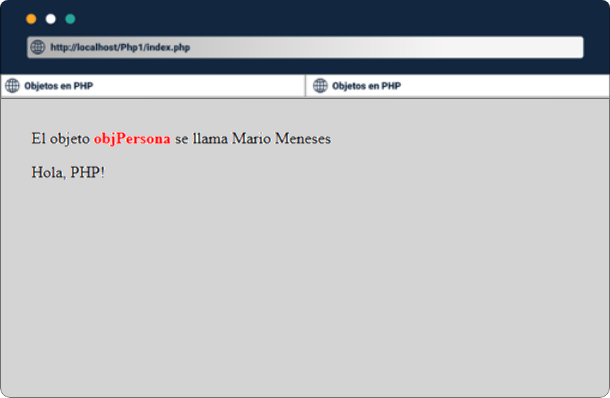 http://localhost/Php1/index.php
Objetos en PHP
Objetos en PHP
El objeto objPersona se llama Mario Meneses
Hola, PHP!